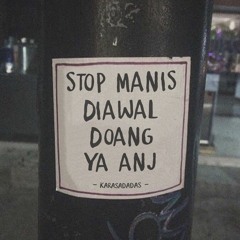 STOP MANIS
DIAWAL
DOANG
YA ANJ
- KARASADADAS -